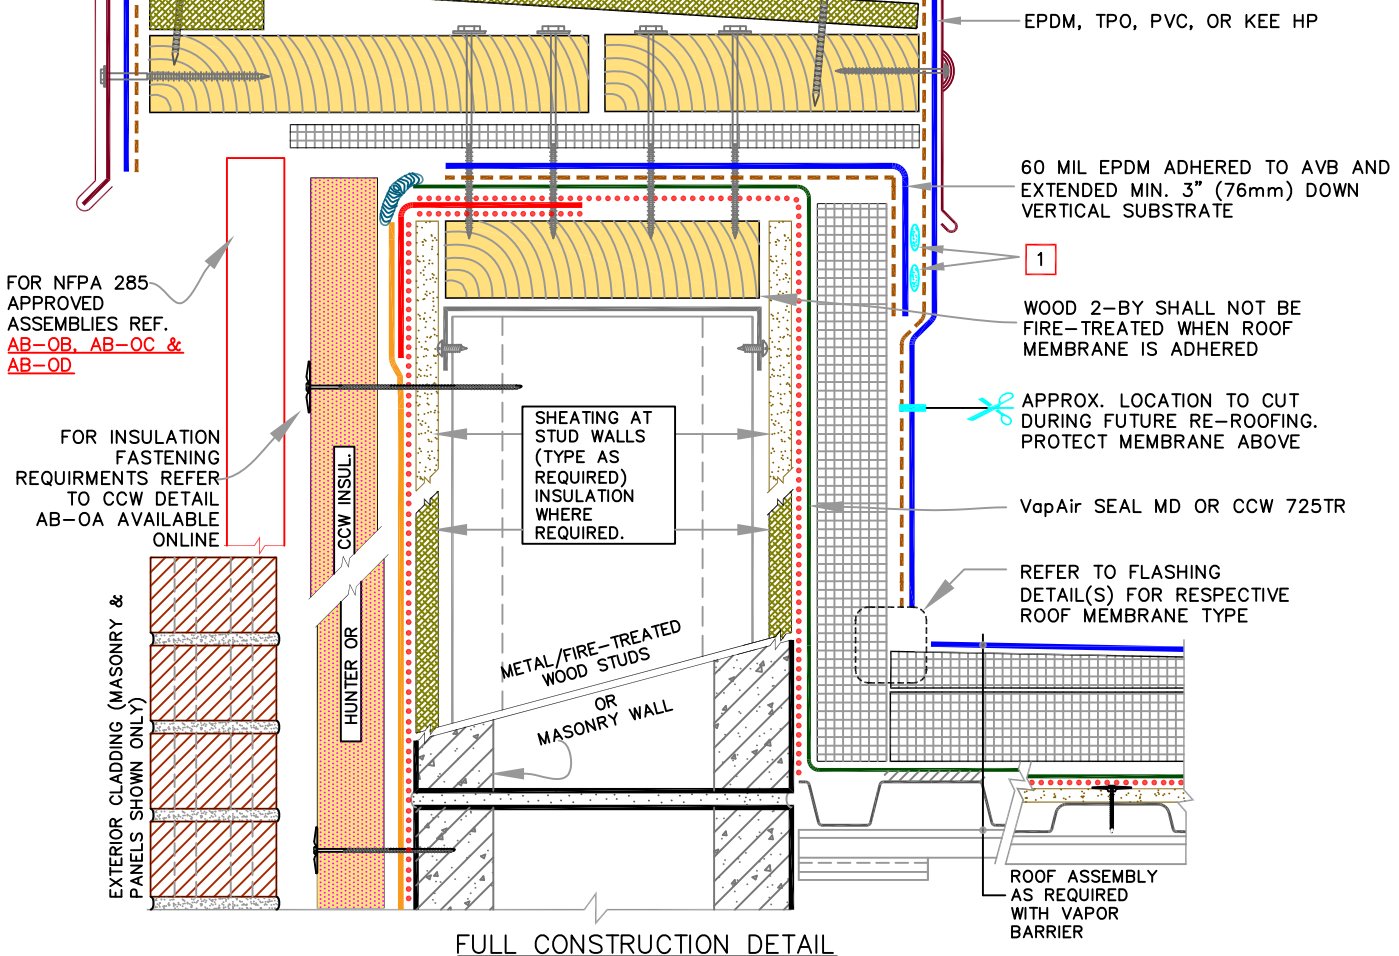 EPDM, TPO, PVC, OR KEE HP
60 MIL EPDM ADHERED TO AVB AND
EXTENDED MIN. 3" (76mm) DOWN
VERTICAL SUBSTRATE
1
WOOD 2-BY SHALL NOT BE
FIRE-TREATED WHEN ROOF
MEMBRANE IS ADHERED
APPROX. LOCATION TO CUT
DURING FUTURE RE-ROOFING.
PROTECT MEMBRANE ABOVE
VapAir SEAL MD OR CCW 725TR
REFER TO FLASHING
DETAIL(S) FOR RESPECTIVE
ROOF MEMBRANE TYPE
ROOF ASSEMBLY
AS REQUIRED
WITH VAPOR
BARRIER
FOR NFPA 285
APPROVED
ASSEMBLIES REF.
AB-OB, AB-OC &
AB-OD
FOR INSULATION
FASTENING
REQUIRMENTS REFER
TO CCW DETAIL
AB-OA AVAILABLE
ONLINE
EXTERIOR CLADDING (MASONRY &
PANELS SHOWN ONLY)
HUNTER OR CCW INSUL.
SHEATING AT
STUD WALLS
(TYPE AS
REQUIRED)
INSULATION
WHERE
REQUIRED.
METAL/FIRE-TREATED
WOOD STUDS
OR
MASONRY WALL
FULL CONSTRUCTION DETAIL